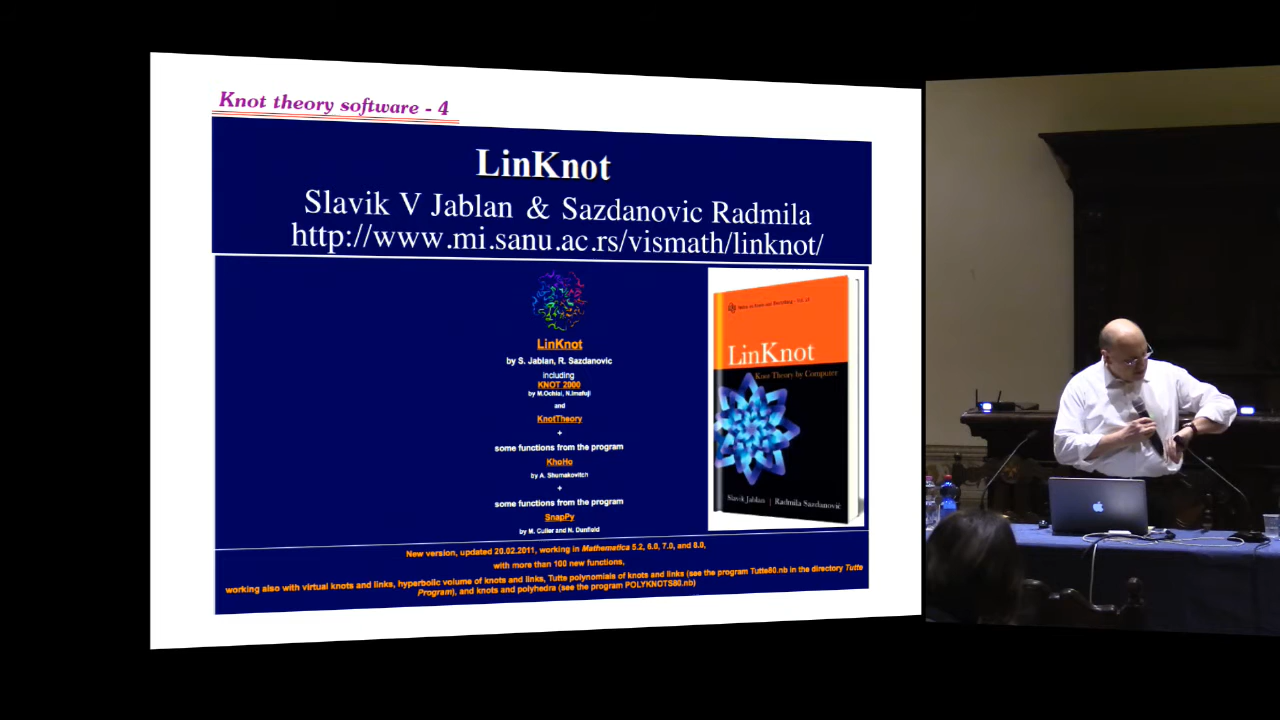 Knot theory software - 4
LinKnot
Slavik V Jablan & Sazdanovic Radmila
http://www.mi.sanu.ac.rs/vismath/linknot/
LinKnot
by S. Jablan, R. Sazdanovic
including
KNOT 2000
by M.Ochiai, N.Imafuji
and
KnotTheory
+
some functions from the program
KhoHo
by A. Shumakovitch
+
some functions from the program
SnapPy
by M. Culler and N. Dunfield
New version, updated 20.02.2011, working in Mathematica 5.2, 6.0, 7.0, and 8.0,
with more than 100 new functions,
working also with virtual knots and links, hyperbolic volume of knots and links, Tutte polynomials of knots and links (see the program Tutte80.nb in the directory Tutte
Program), and knots and polyhedra (see the program POLYKNOTS80.nb)
LinKnot
Knot Theory by Computer
Slavik Jablan | Radmila Sazdanović